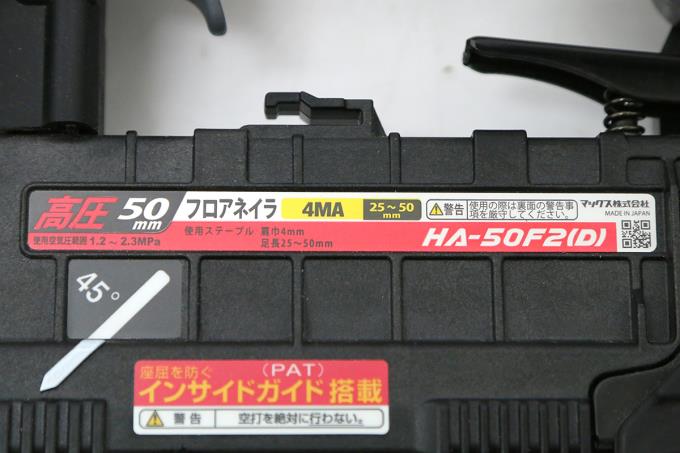 高圧 50mm フロアネイラ 4MA 25～50mm
⚠警告 使用の際は裏面の警告事項を厳守してください。
マックス株式会社
MADE IN JAPAN
使用空気圧範囲 1.2～2.3MPa
使用ステープル：肩巾4mm
足長25～50mm
HA-50F2(D)
45°
座屈を防ぐ (PAT)
インサイドガイド搭載
⚠警告 空打を絶対に行わない。